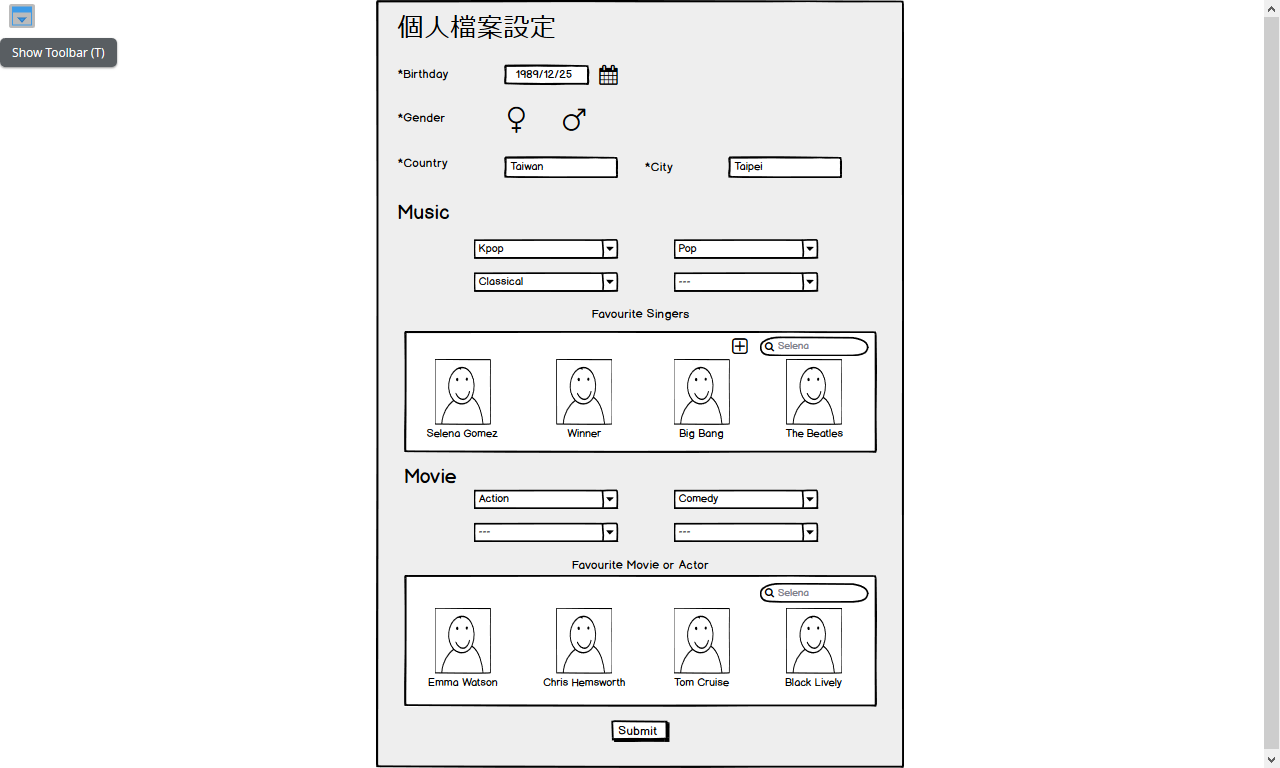 Show Toolbar (T)
個人檔案設定
*Birthday 1989/12/25
*Gender
*Country Taiwan *City Taipei
Music
Kpop Pop
Classical ---
Favourite Singers
Selena
Selena Gomez Winner Big Bang The Beatles
Movie
Action Comedy
--- ---
Favourite Movie or Actor
Selena
Emma Watson Chris Hemsworth Tom Cruise Black Lively
Submit